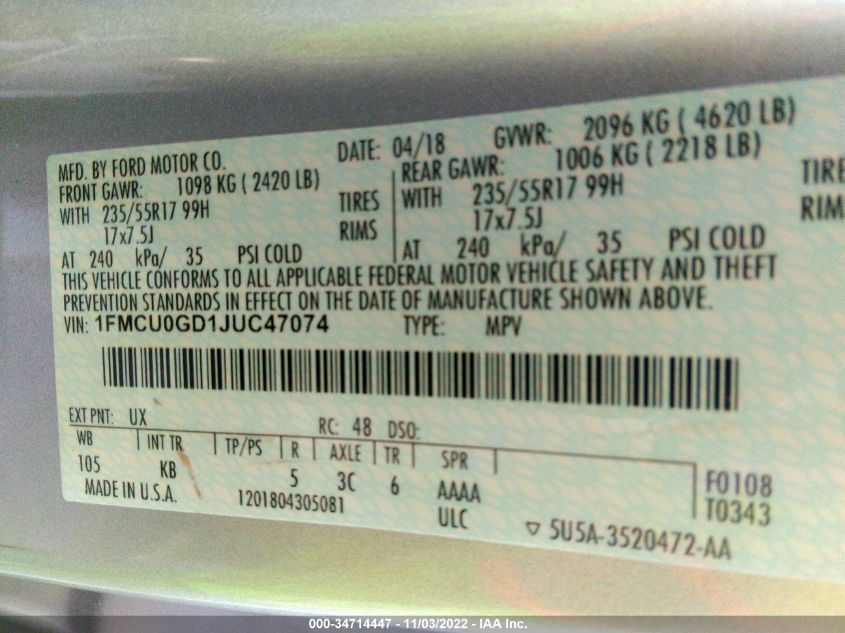 MFD. BY FORD MOTOR CO. DATE: 04/18 GVWR: 2096 KG ( 4620 LB)
FRONT GAWR: 1098 KG ( 2420 LB) REAR GAWR: 1006 KG ( 2218 LB)
WITH 235/55R17 99H TIRES WITH 235/55R17 99H TIRE
17x7.5J RIMS 17x7.5J RIM
AT 240 kPa/ 35 PSI COLD AT 240 kPa/ 35 PSI COLD
THIS VEHICLE CONFORMS TO ALL APPLICABLE FEDERAL MOTOR VEHICLE SAFETY AND THEFT
PREVENTION STANDARDS IN EFFECT ON THE DATE OF MANUFACTURE SHOWN ABOVE.
VIN: 1FMCU0GD1JUC47074 TYPE: MPV
EXT PNT: UX RC: 48 DSO:
WB INT TR TP/PS R AXLE TR SPR
105 KB 5 3C 6 AAAA F0108
MADE IN U.S.A. 1201804305081 ULC T0343
▽ 5U5A-3520472-AA
000-34714447 - 11/03/2022 - IAA Inc.